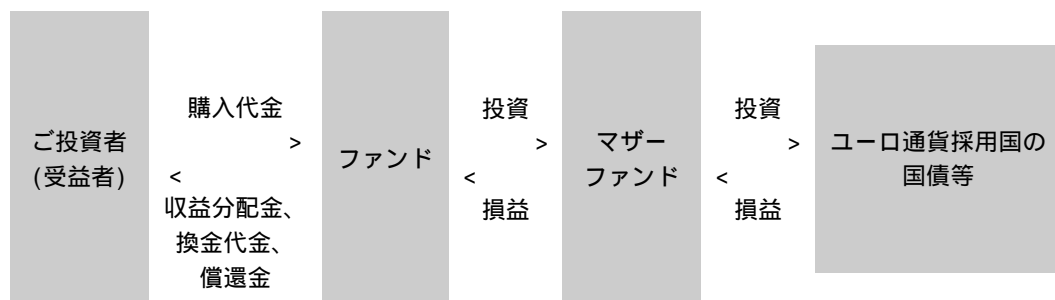 ご投資者
(受益者)
購入代金
>
<
収益分配金、
換金代金、
償還金
ファンド
投資
>
<
損益
マザー
ファンド
投資
>
<
損益
ユーロ通貨採用国の
国債等